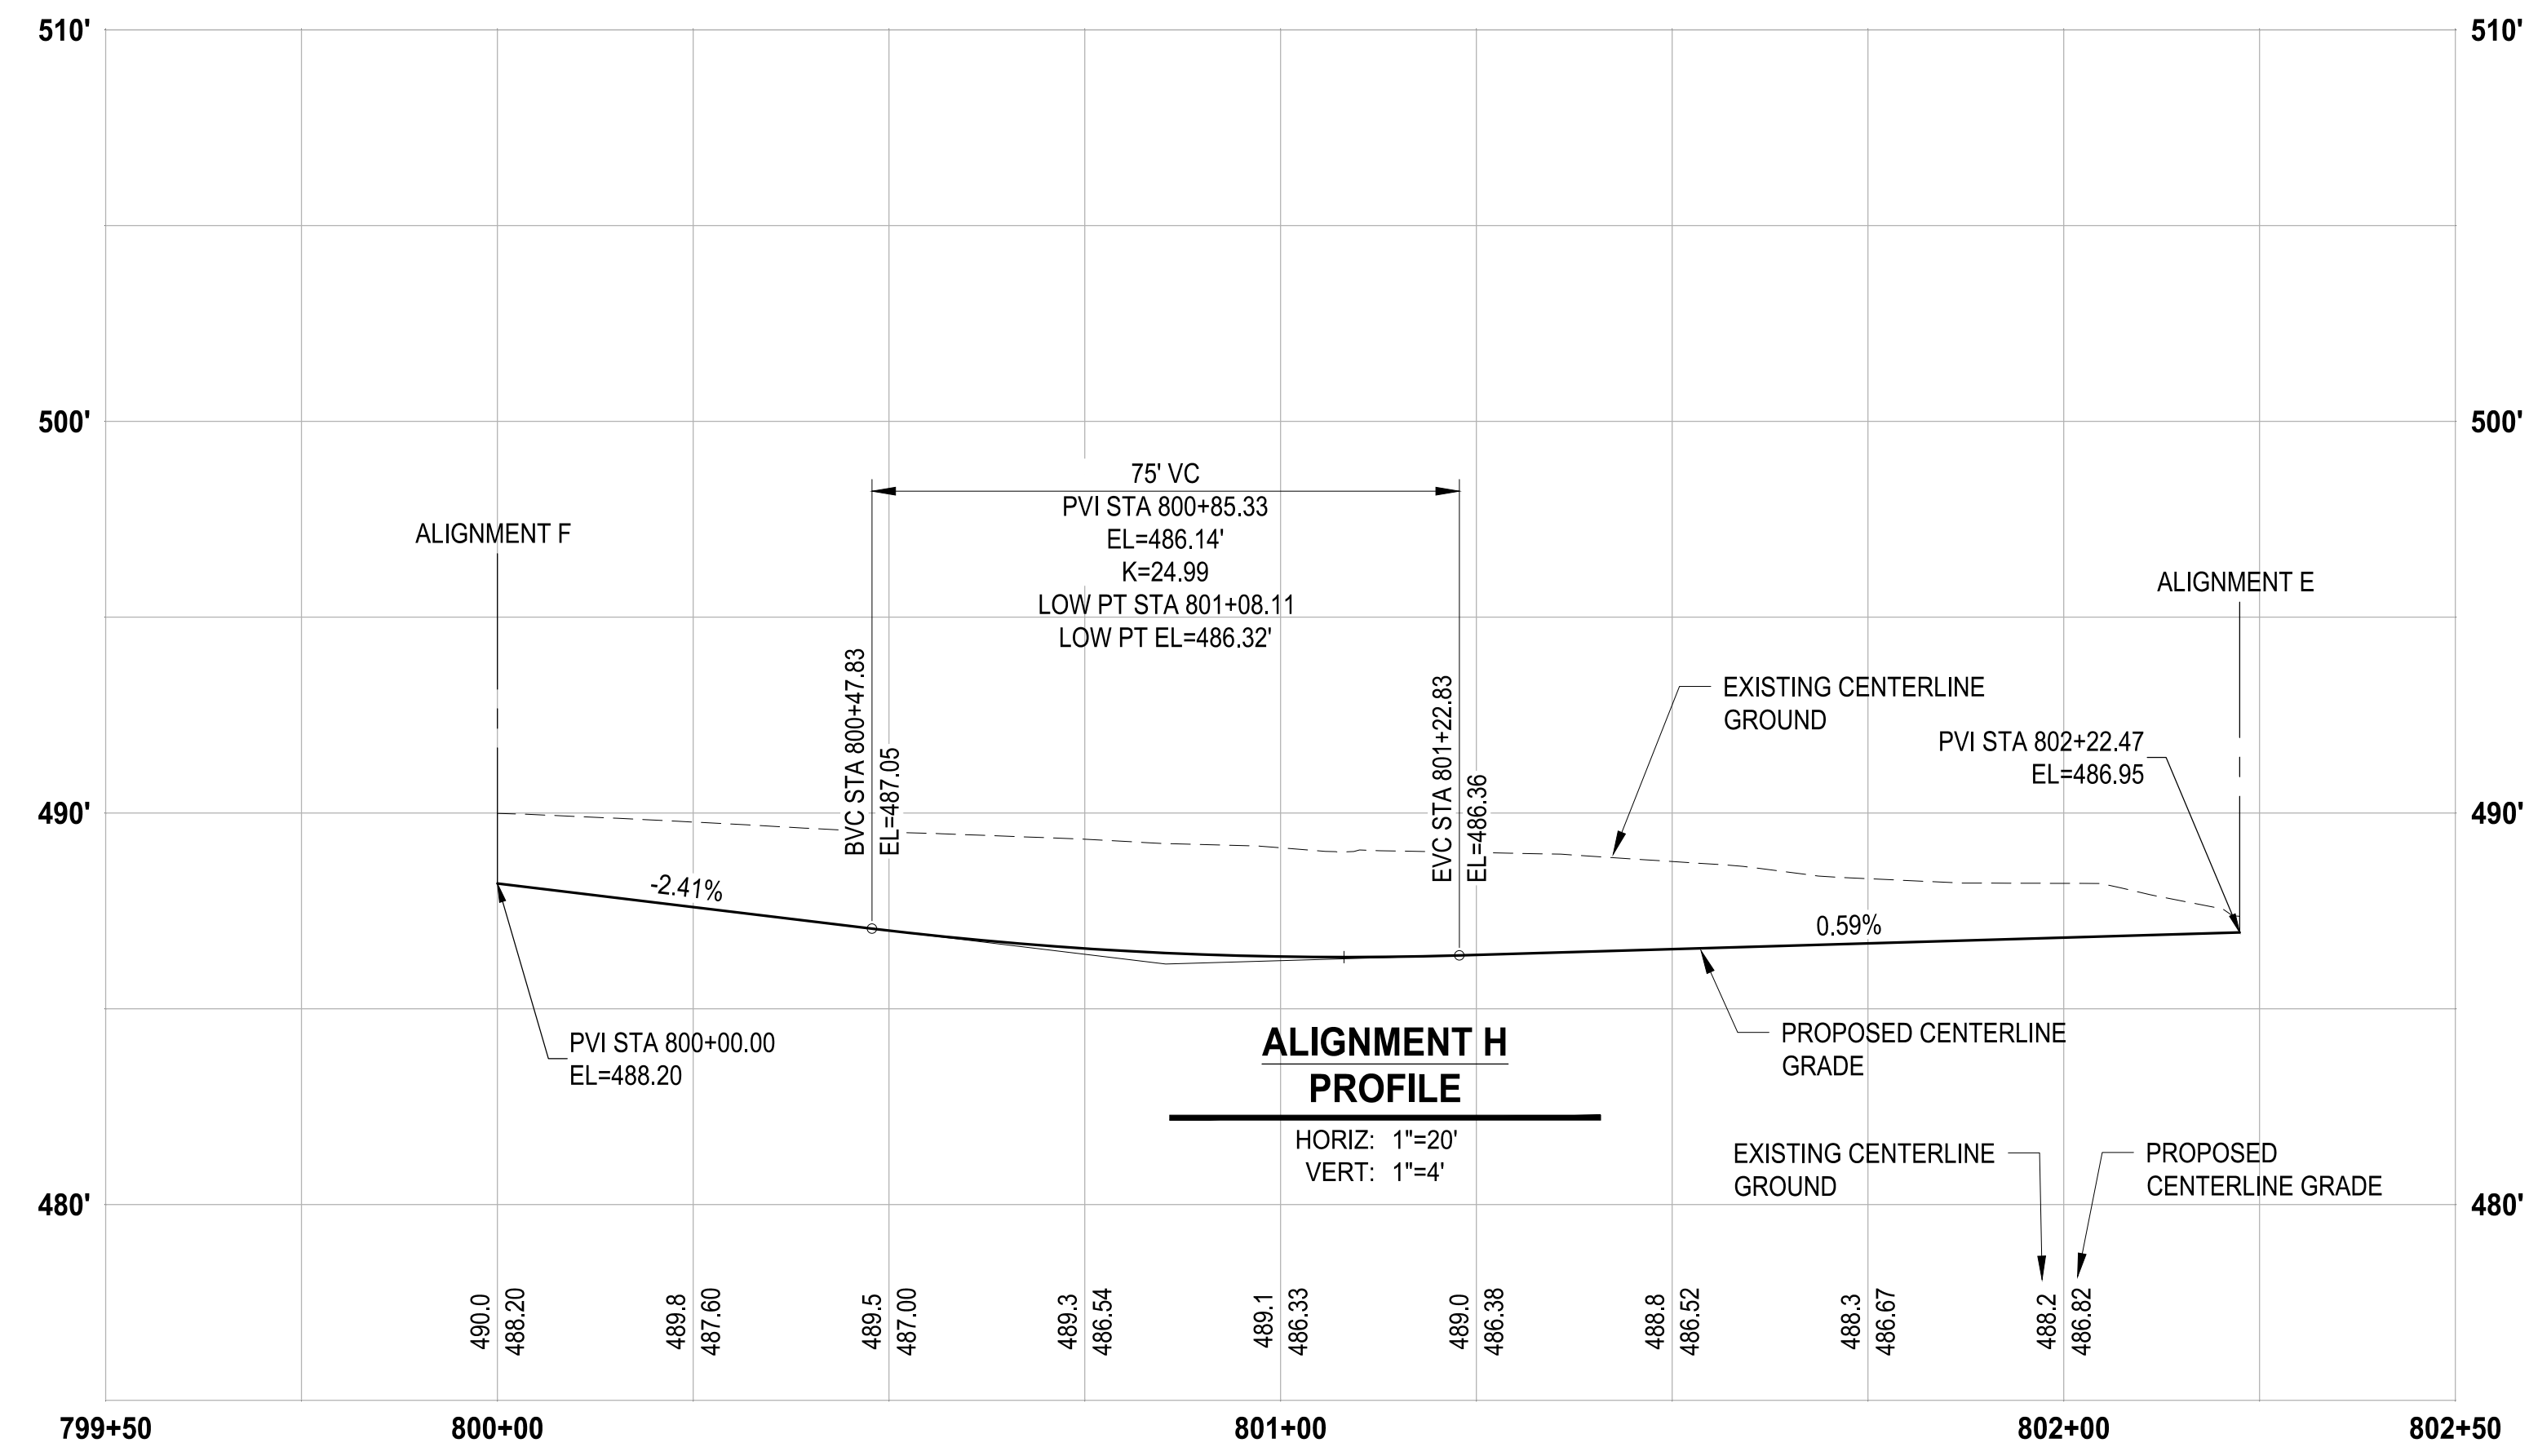 510'
510'
500'
500'
75' VC
PVI STA 800+85.33
EL=486.14'
K=24.99
LOW PT STA 801+08.11
LOW PT EL=486.32'
ALIGNMENT F
ALIGNMENT E
BVC STA 800+47.83
EL=487.05
EVC STA 801+22.83
EL=486.36
EXISTING CENTERLINE
GROUND
PVI STA 802+22.47
EL=486.95
490'
490'
-2.41%
0.59%
PVI STA 800+00.00
EL=488.20
PROPOSED CENTERLINE
GRADE
ALIGNMENT H
PROFILE
HORIZ: 1"=20'
VERT: 1"=4'
EXISTING CENTERLINE
GROUND
PROPOSED
CENTERLINE GRADE
480'
480'
490.0
488.20
489.8
487.60
489.5
487.00
489.3
486.54
489.1
486.33
489.0
486.38
488.8
486.52
488.3
486.67
488.2
486.82
799+50
800+00
801+00
802+00
802+50